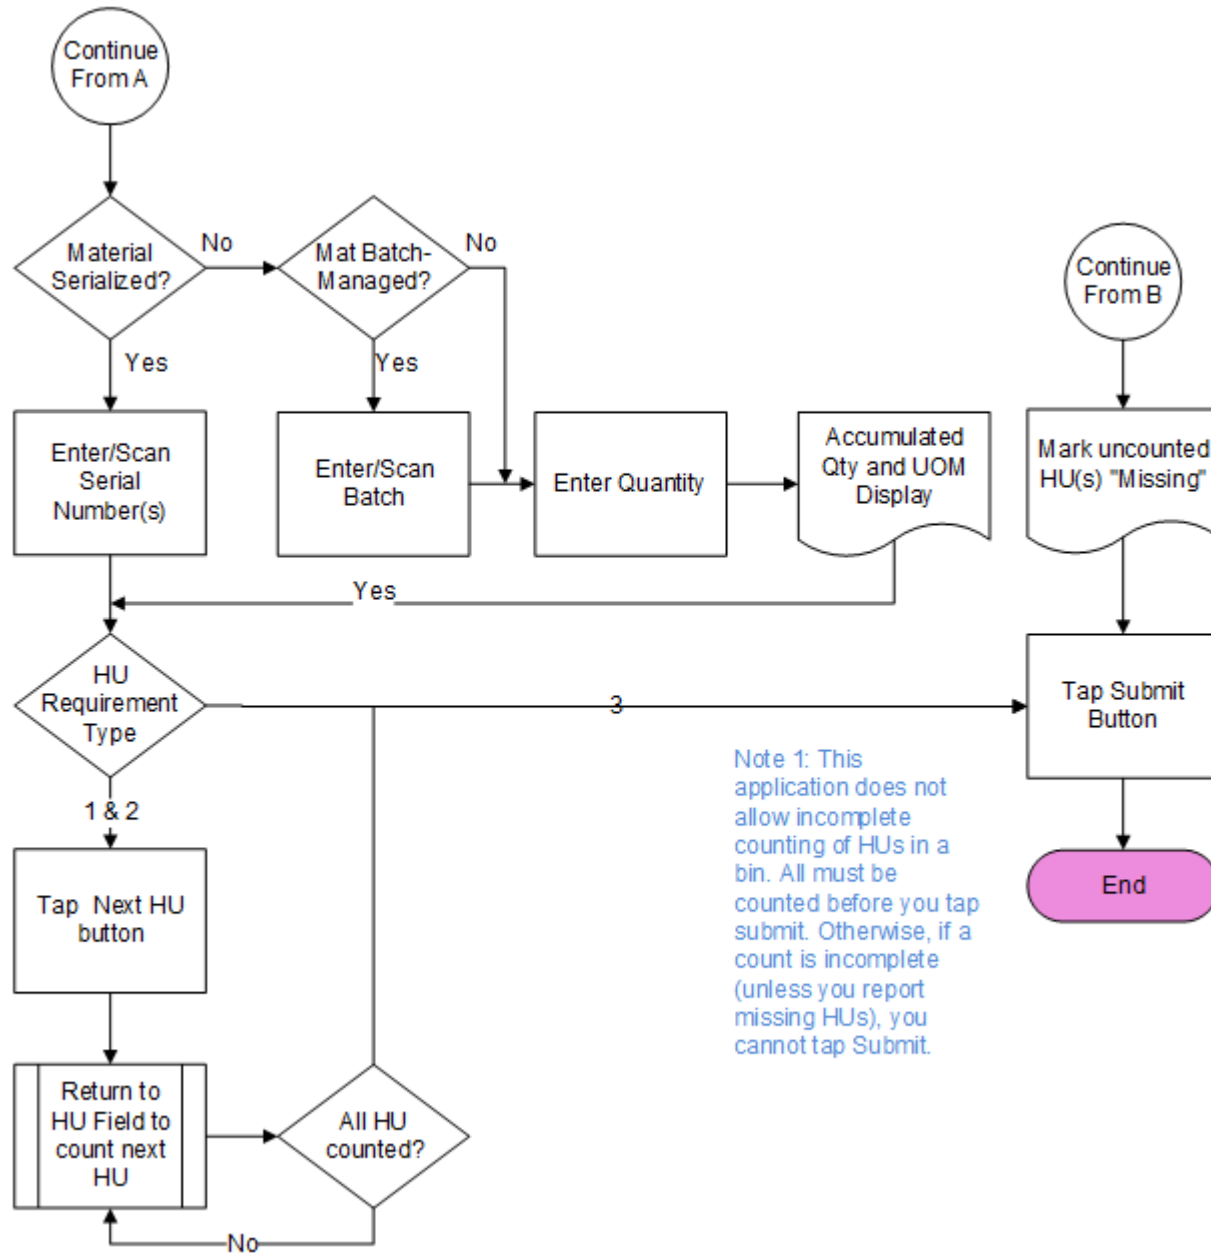 Continue
From A
Material
Serialized?
No
Mat Batch-
Managed?
No
Continue
From B
Yes
Yes
Enter/Scan
Serial
Number(s)
Enter/Scan
Batch
Enter Quantity
Accumulated
Qty and UOM
Display
Mark uncounted
HU(s) "Missing"
Yes
HU
Requirement
Type
3
Tap Submit
Button
1 & 2
Note 1: This
application does not
allow incomplete
counting of HUs in a
bin. All must be
counted before you tap
submit. Otherwise, if a
count is incomplete
(unless you report
missing HUs), you
cannot tap Submit.
Tap  Next HU
button
End
Return to
HU Field to
count next
HU
All HU
counted?
No